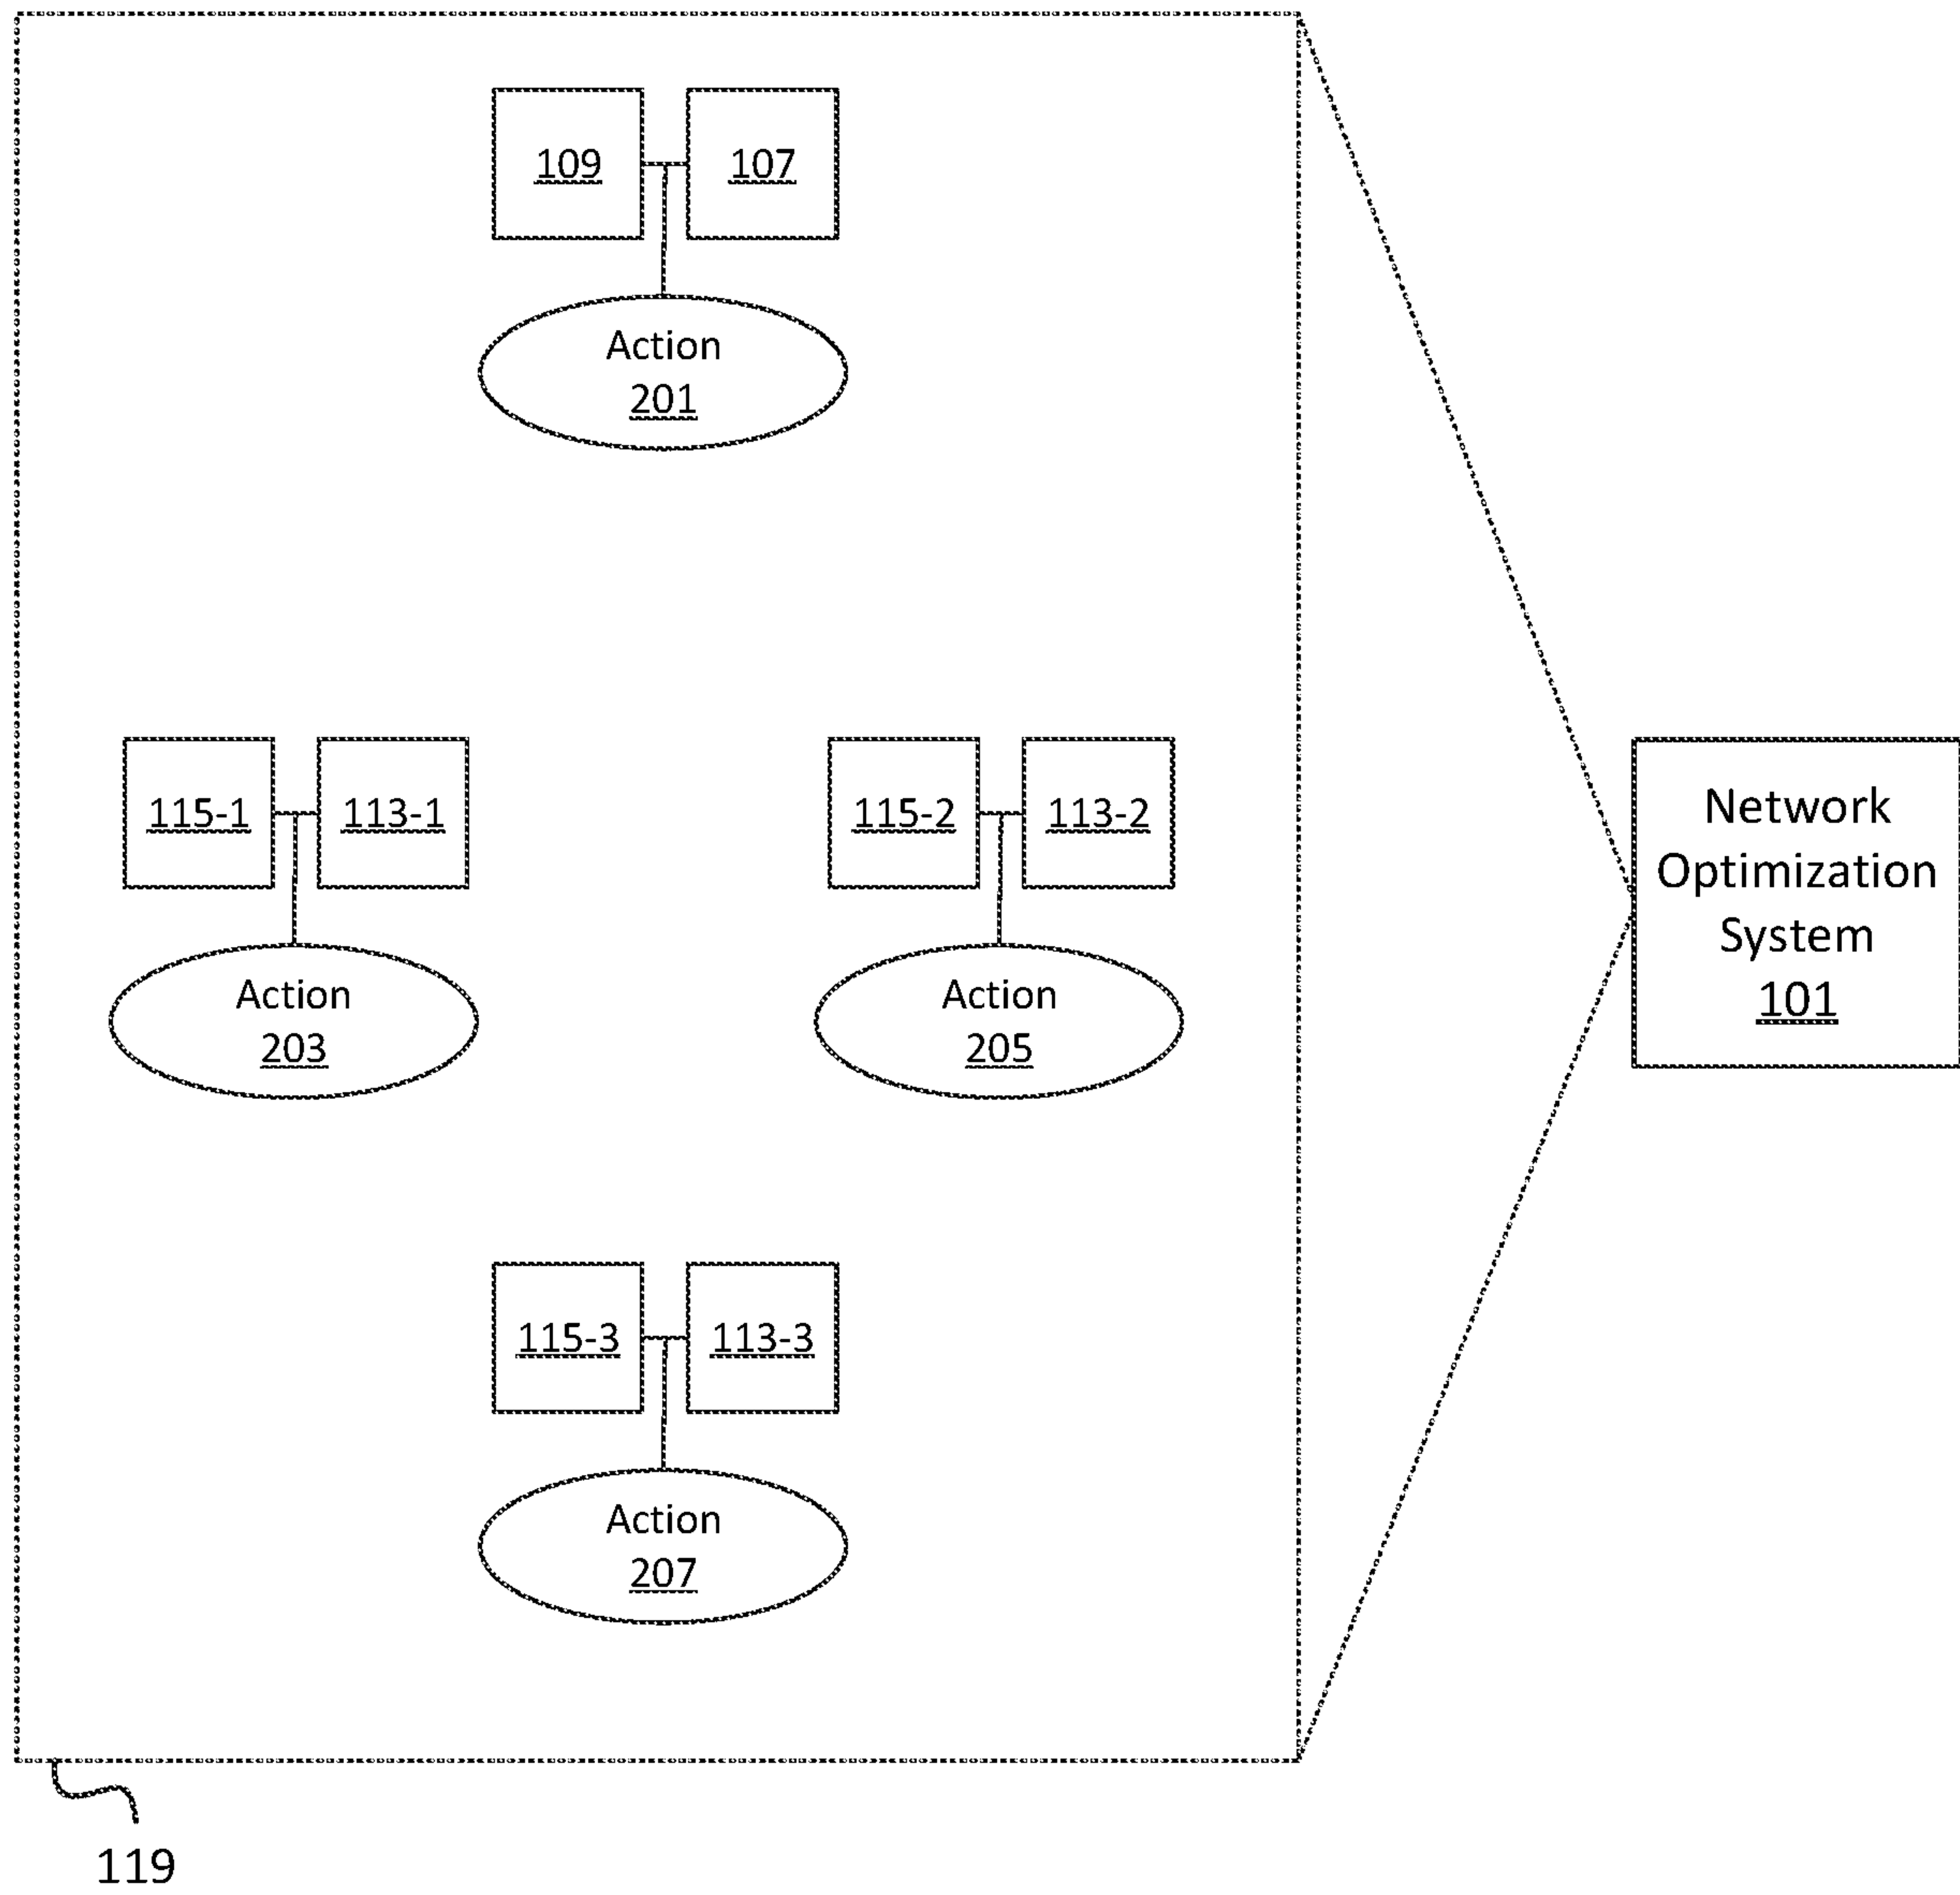 109
107
Action
201
115-1
113-1
115-2
113-2
Network
Optimization
System
101
Action
203
Action
205
115-3
113-3
Action
207
119